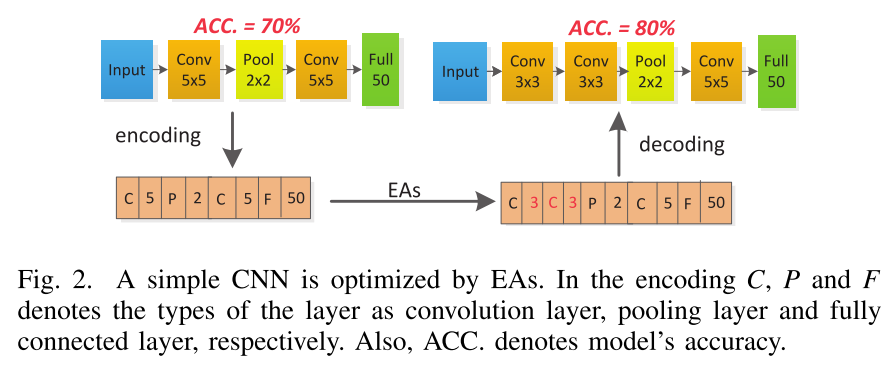 ACC. = 70%
Input
Conv
5x5
Pool
2x2
Conv
5x5
Full
50
encoding
C 5 P 2 C 5 F 50
EAs
ACC. = 80%
Input
Conv
3x3
Conv
3x3
Pool
2x2
Conv
5x5
Full
50
decoding
C 3 C 3 P 2 C 5 F 50
Fig. 2. A simple CNN is optimized by EAs. In the encoding C, P and F
denotes the types of the layer as convolution layer, pooling layer and fully
connected layer, respectively. Also, ACC. denotes model's accuracy.